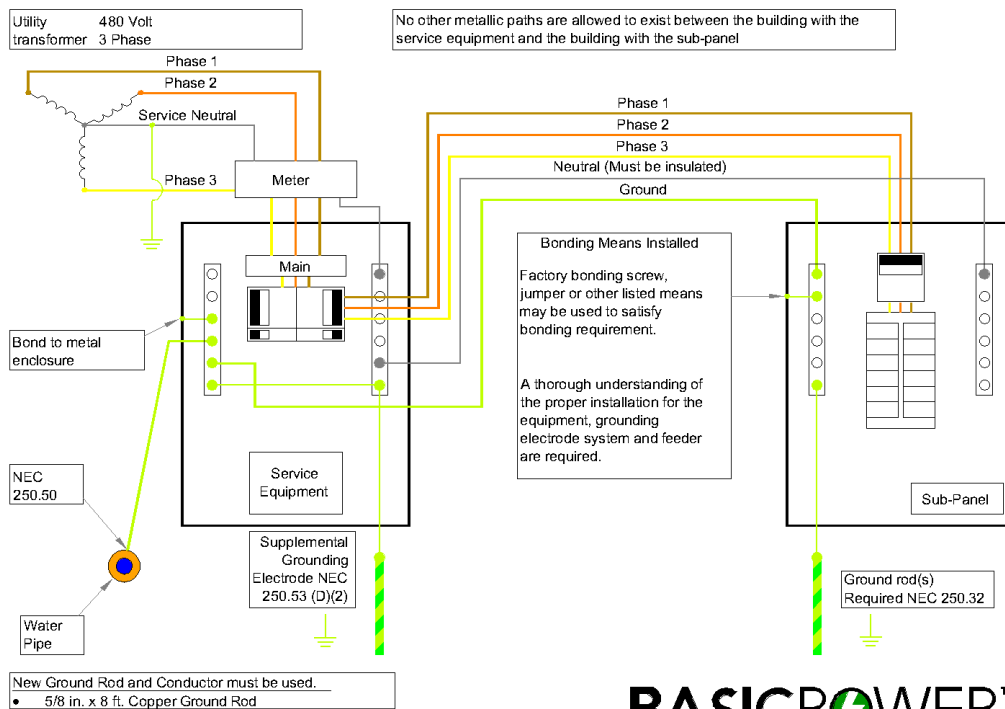 Utility 480 Volt
transformer 3 Phase
No other metallic paths are allowed to exist between the building with the
service equipment and the building with the sub-panel
Phase 1
Phase 2
Service Neutral
Phase 3
Meter
Phase 1
Phase 2
Phase 3
Neutral (Must be insulated)
Ground
Main
Bond to metal
enclosure
Bonding Means Installed
Factory bonding screw,
jumper or other listed means
may be used to satisfy
bonding requirement.
A thorough understanding of
the proper installation for the
equipment, grounding
electrode system and feeder
are required.
NEC
250.50
Service
Equipment
Sub-Panel
Supplemental
Grounding
Electrode NEC
250.53 (D)(2)
Ground rod(s)
Required NEC 250.32
Water
Pipe
New Ground Rod and Conductor must be used.
• 5/8 in. x 8 ft. Copper Ground Rod
BASICPOWER